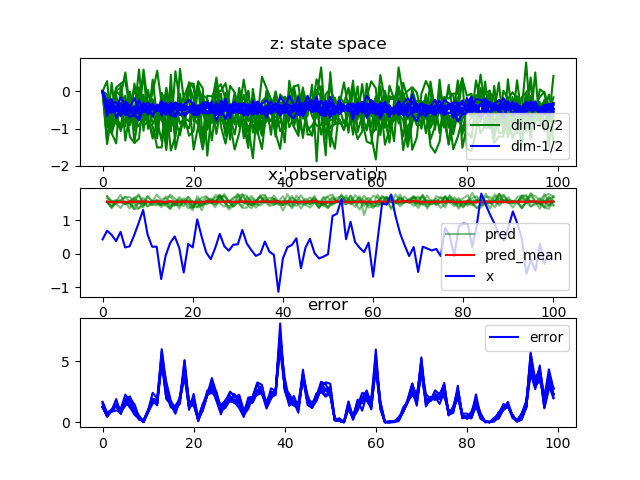 z: state space
0
−1
−2
dim-0/2
dim-1/2
0 20 40 60 80 100
x: observation
1
0
−1
pred
pred_mean
x
0 20 40 60 80 100
error
5
0
error
0 20 40 60 80 100